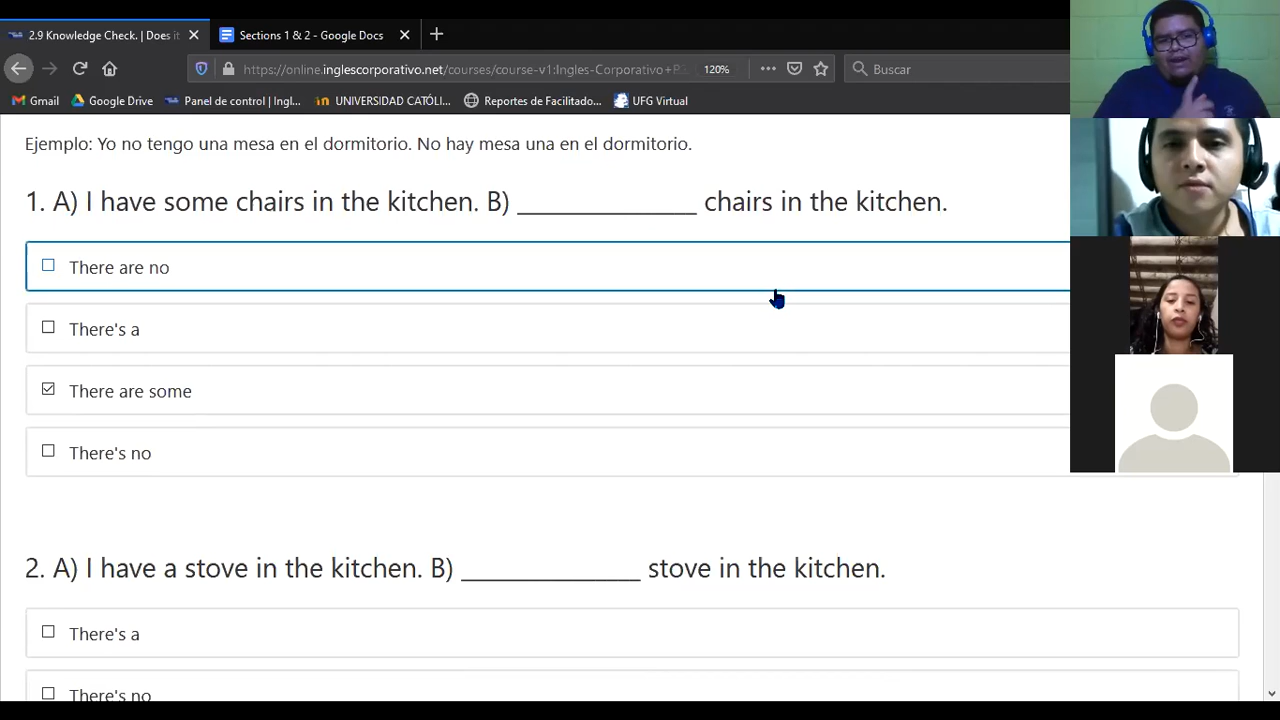 2.9 Knowledge Check. | Does it
Sections 1 & 2 - Google Docs
https://online.inglescorporativo.net/courses/course-v1:Ingles-Corporativo+B
120%
Buscar
Gmail
Google Drive
Panel de control | Ingl...
UNIVERSIDAD CATÓLI...
Reportes de Facilitado...
UFG Virtual
Ejemplo: Yo no tengo una mesa en el dormitorio. No hay mesa una en el dormitorio.
1. A) I have some chairs in the kitchen. B) ______________ chairs in the kitchen.
There are no
There's a
There are some
There's no
2. A) I have a stove in the kitchen. B) ______________ stove in the kitchen.
There's a
There's no